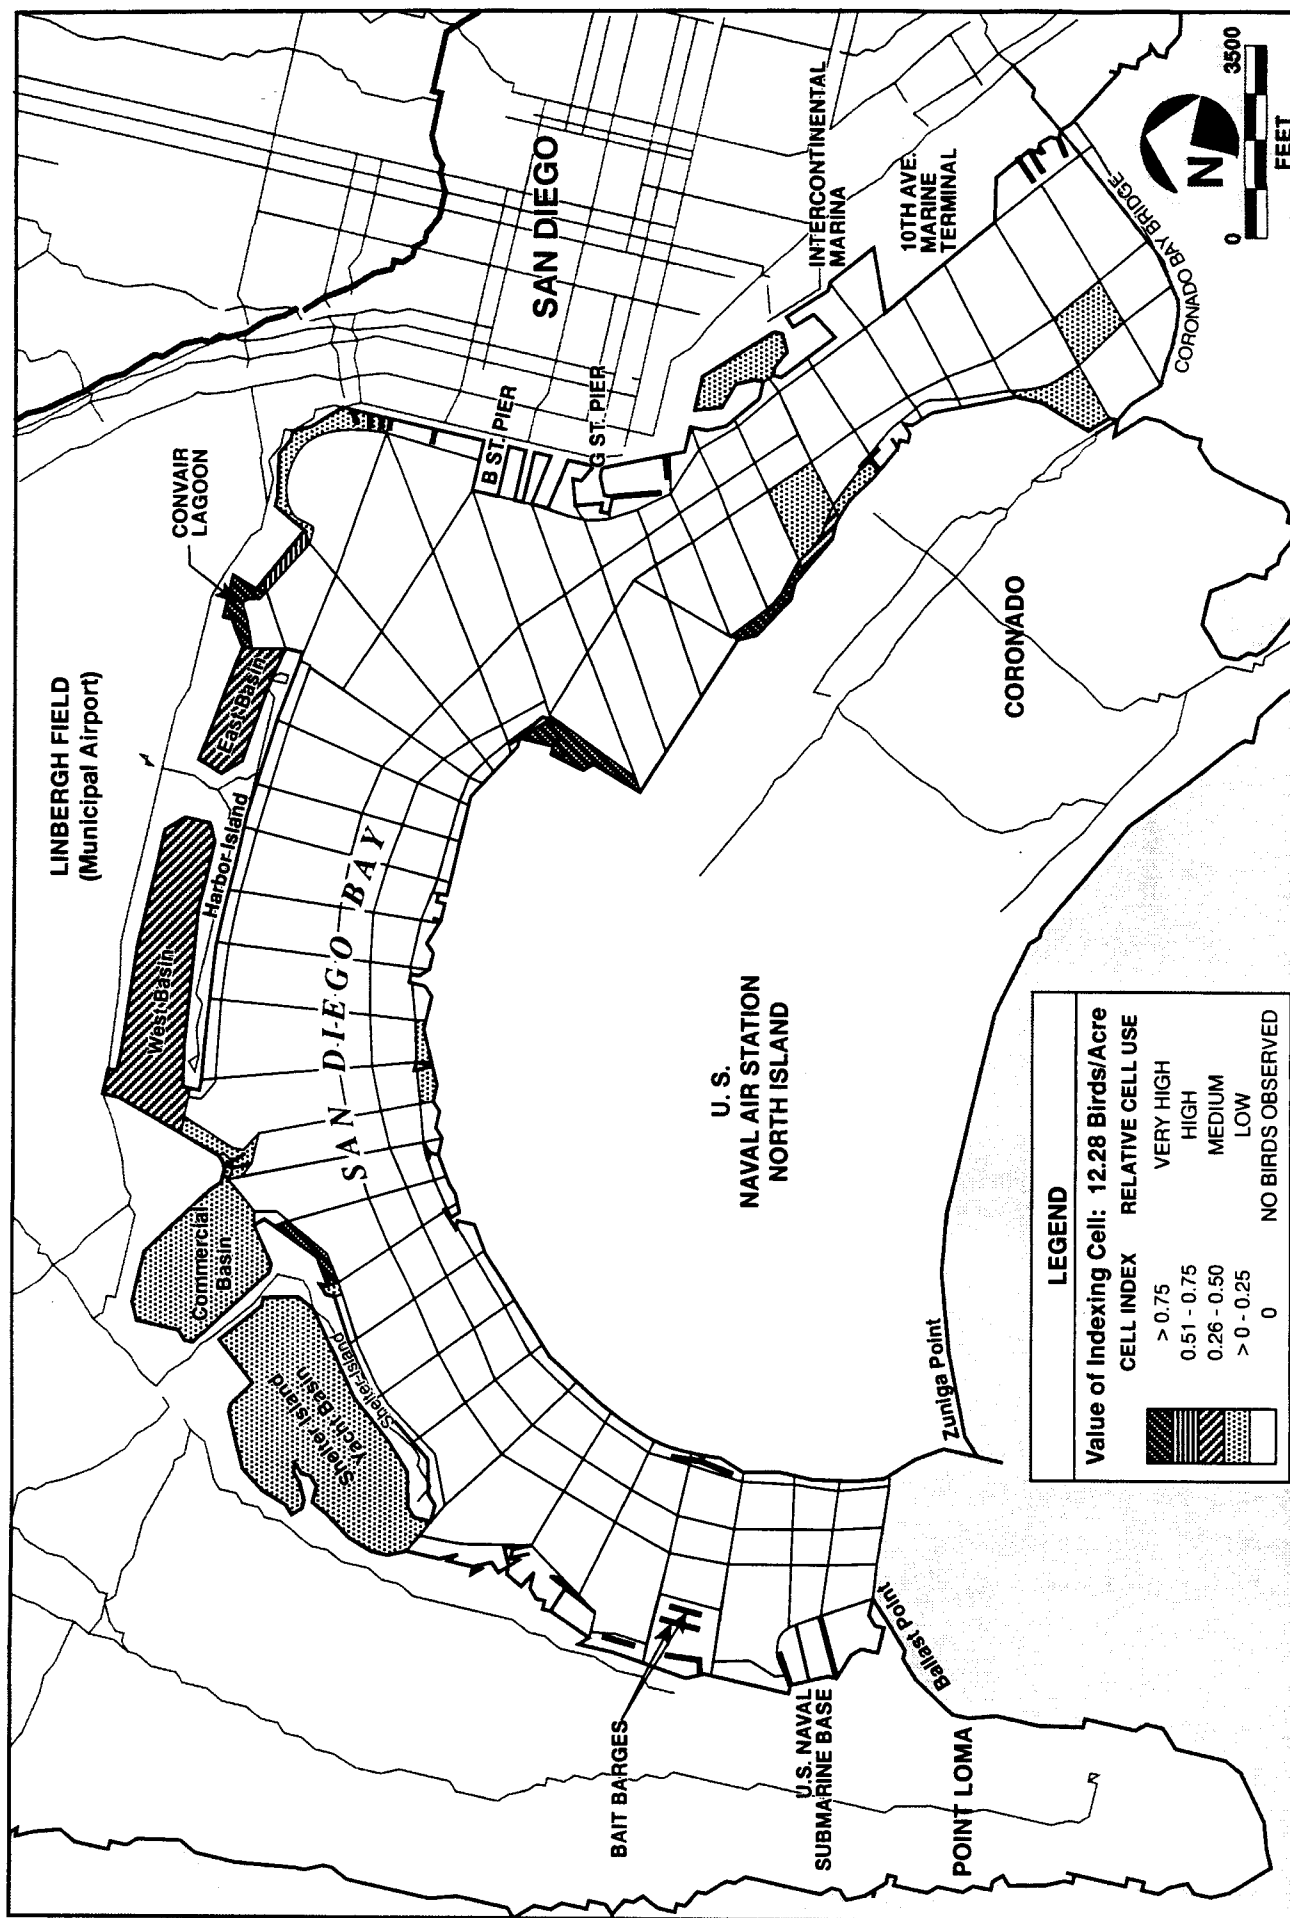 LINBERGH FIELD
(Municipal Airport)
CONVAIR
LAGOON
SAN DIEGO
B ST. PIER
G ST. PIER
INTERCONTINENTAL
MARINA
10TH AVE.
MARINE
TERMINAL
CORONADO BAY BRIDGE
East Basin
Harbor Island
West Basin
SAN DIEGO BAY
Commercial
Basin
Shelter Island
Yacht Basin
Shelter Island
CORONADO
U. S.
NAVAL AIR STATION
NORTH ISLAND
Zuniga Point
BAIT BARGES
U.S. NAVAL
SUBMARINE BASE
Ballast Point
POINT LOMA
N
0 3500
FEET
LEGEND
Value of Indexing Cell: 12.28 Birds/Acre
CELL INDEX RELATIVE CELL USE
> 0.75 VERY HIGH
0.51 - 0.75 HIGH
0.26 - 0.50 MEDIUM
> 0 - 0.25 LOW
0 NO BIRDS OBSERVED